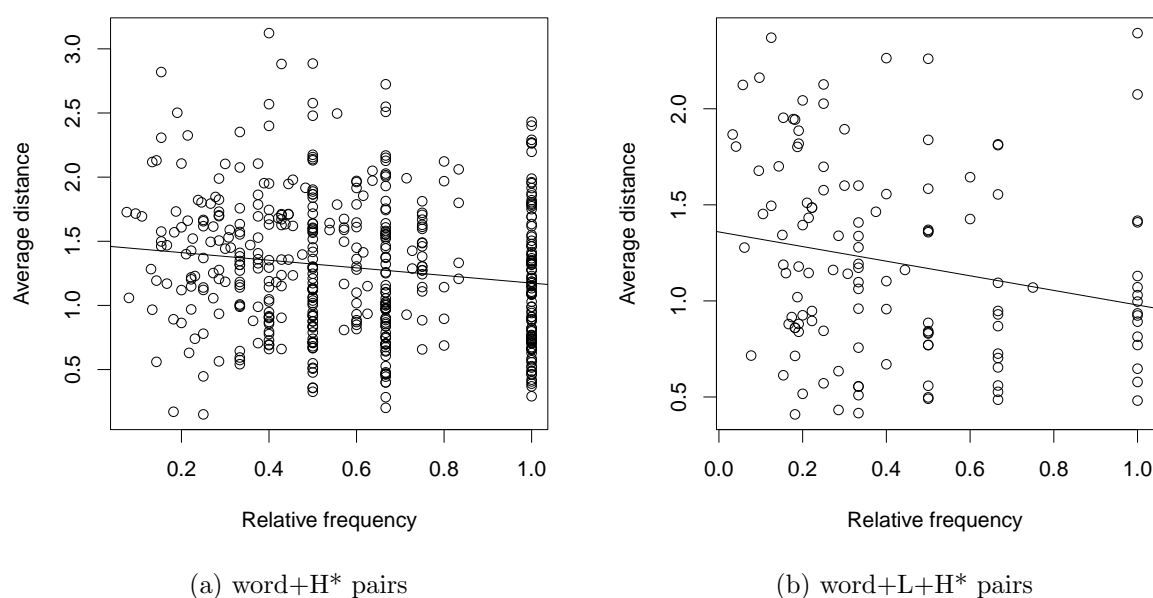 3.0
2.5
2.0
1.5
1.0
0.5
Average distance
0.2 0.4 0.6 0.8 1.0
Relative frequency
(a) word+H* pairs
2.0
1.5
1.0
0.5
Average distance
0.0 0.2 0.4 0.6 0.8 1.0
Relative frequency
(b) word+L+H* pairs